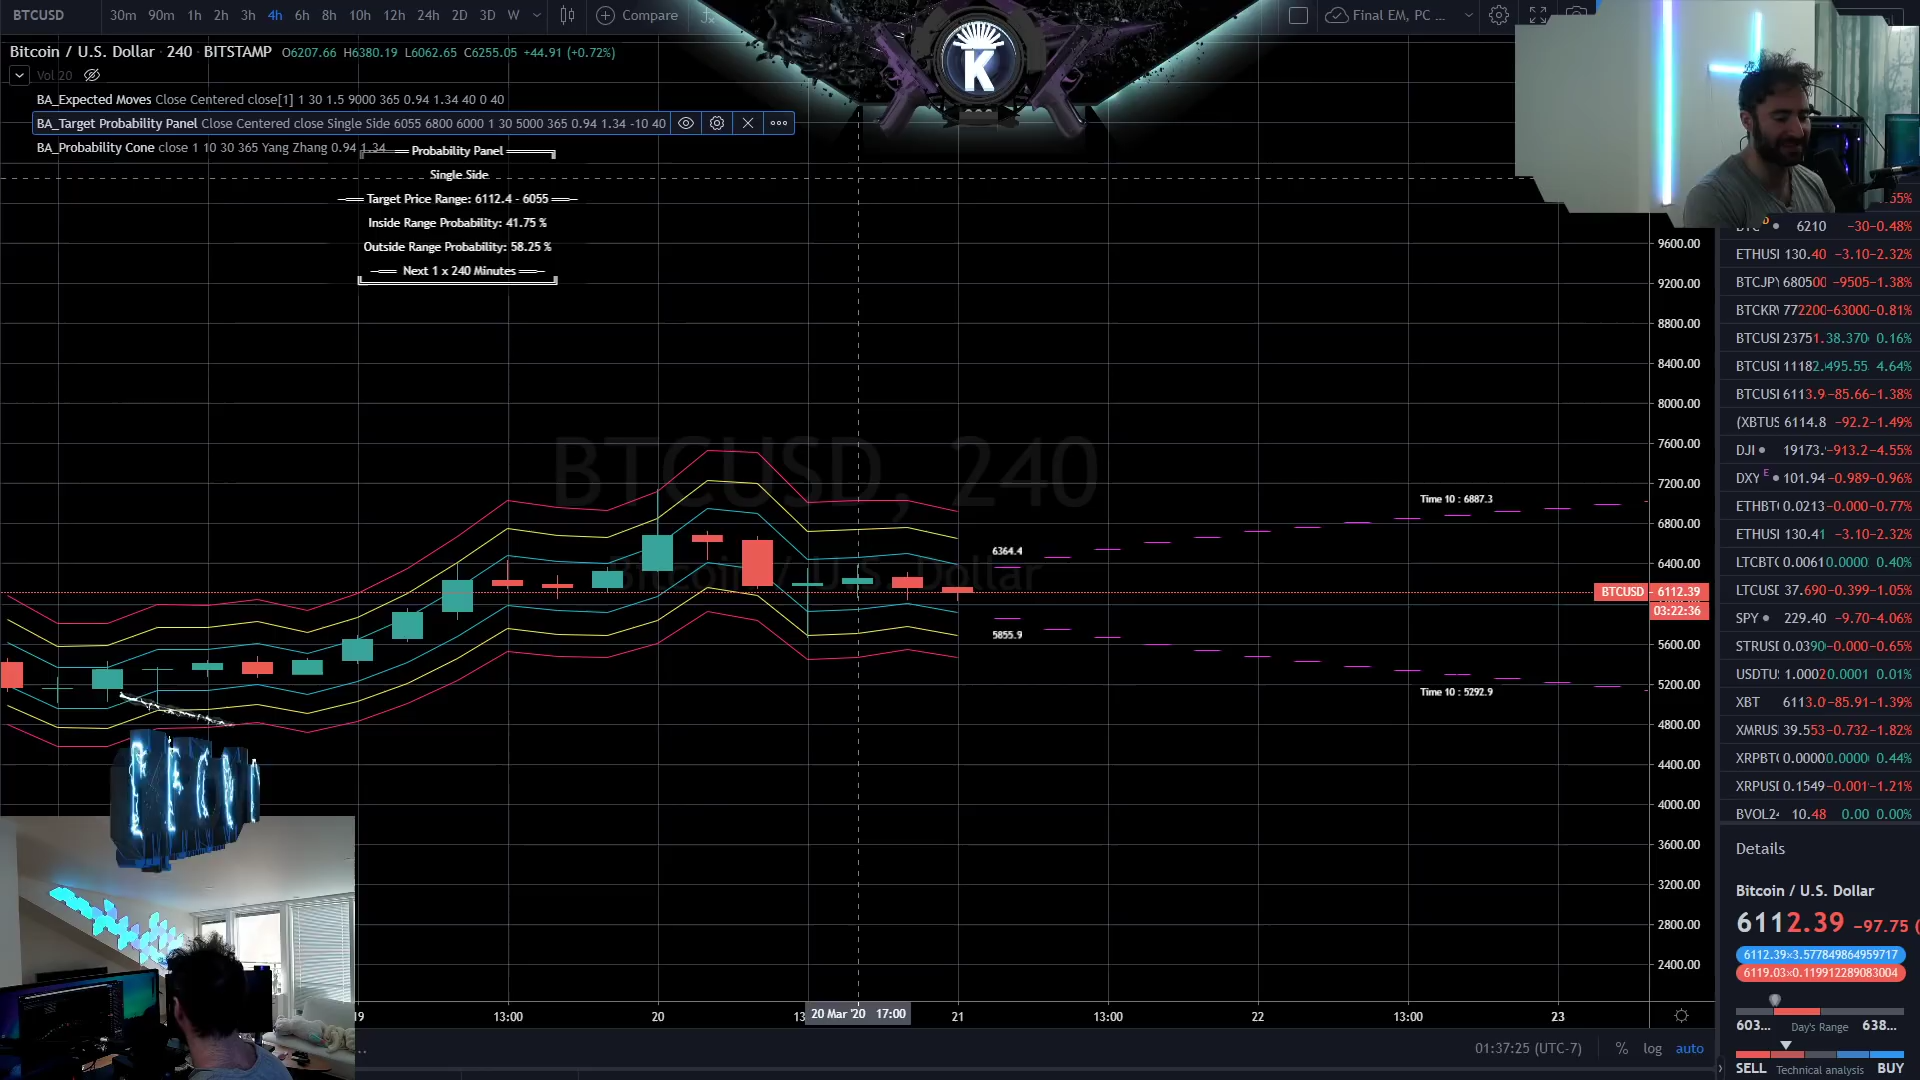 BTCUSD 30m 90m 1h 2h 3h 4h 6h 8h 10h 12h 24h 2D 3D W Compare Final EM, PC ...
Bitcoin / U.S. Dollar · 240 · BITSTAMP O6207.66 H6380.19 L6062.65 C6255.05 +44.91 (+0.72%)
Vol 20
BA_Expected Moves Close Centered close[1] 1 30 1.5 9000 365 0.94 1.34 40 0 40
BA_Target Probability Panel Close Centered close Single Side 6055 6800 6000 1 30 5000 365 0.94 1.34 -10 40
BA_Probability Cone close 1 10 30 365 Yang Zhang 0.94 1.34
Probability Panel
Single Side
Target Price Range: 6112.4 - 6055
Inside Range Probability: 41.75 %
Outside Range Probability: 58.25 %
Next 1 x 240 Minutes
K
BTCUSD, 240
Bitcoin / U.S. Dollar
Time 10 : 6887.3
6364.4
5855.9
Time 10 : 5292.9
9600.00
9200.00
8800.00
8400.00
8000.00
7600.00
7200.00
6800.00
6400.00
BTCUSD 6112.39
03:22:36
5600.00
5200.00
4800.00
4400.00
4000.00
3600.00
3200.00
2800.00
2400.00
13:00 20 20 Mar '20 17:00 21 13:00 22 13:00 23
01:37:25 (UTC-7) % log auto
6210 -30 -0.48%
ETHUSI 130.40 -3.10 -2.32%
BTCJPY 680500 -9505 -1.38%
BTCKRW 772200 -63000 -0.81%
BTCUSI 23751. 38.370 0.16%
BTCUSI 11182. 495.55 4.64%
BTCUSI 6113.9 -85.66 -1.38%
(XBTUS 6114.8 -92.2 -1.49%
DJI 19173. -913.2 -4.55%
DXY E 101.94 -0.989 -0.96%
ETHBT 0.0213 -0.000 -0.77%
ETHUSI 130.41 -3.10 -2.32%
LTCBT 0.0061 0.0000 0.40%
LTCUSD 37.690 -0.399 -1.05%
SPY 229.40 -9.70 -4.06%
STRUSI 0.0390 -0.000 -0.65%
USDTU 1.0002 0.0001 0.01%
XBT 6113.0 -85.91 -1.39%
XMRUS 39.553 -0.732 -1.82%
XRPBT 0.0000 0.0000 0.44%
XRPUSI 0.1549 -0.001 -1.21%
BVOL24 10.48 0.00 0.00%
Details
Bitcoin / U.S. Dollar
6112.39 -97.75 (
6112.39×3.577849864959717
6119.03×0.119912289083004
603... Day's Range 638...
SELL Technical analysis BUY